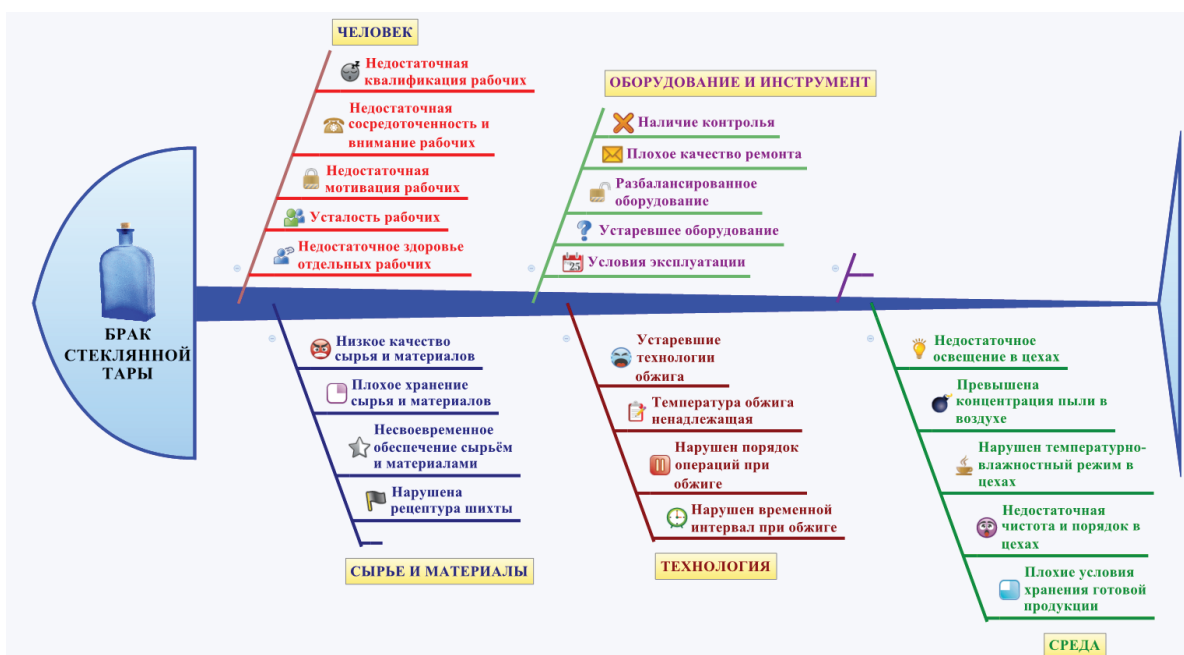 ЧЕЛОВЕК
Недостаточная
квалификация рабочих
Недостаточная
сосредоточенность и
внимание рабочих
Недостаточная
мотивация рабочих
Усталость рабочих
Недостаточное здоровье
отдельных рабочих
ОБОРУДОВАНИЕ И ИНСТРУМЕНТ
Наличие контролья
Плохое качество ремонта
Разбалансированное
оборудование
Устаревшее оборудование
25
Условия эксплуатации
БРАК
СТЕКЛЯННОЙ
ТАРЫ
Низкое качество
сырья и материалов
Плохое хранение
сырья и материалов
Несвоевременное
обеспечение сырьём
и материалами
Нарушена
рецептура шихты
СЫРЬЕ И МАТЕРИАЛЫ
Устаревшие
технологии
обжига
Температура обжига
ненадлежащая
Нарушен порядок
операций при
обжиге
Нарушен временной
интервал при обжиге
ТЕХНОЛОГИЯ
Недостаточное
освещение в цехах
Превышена
концентрация пыли в
воздухе
Нарушен температурно-
влажностный режим в
цехах
Недостаточная
чистота и порядок в
цехах
Плохие условия
хранения готовой
продукции
СРЕДА